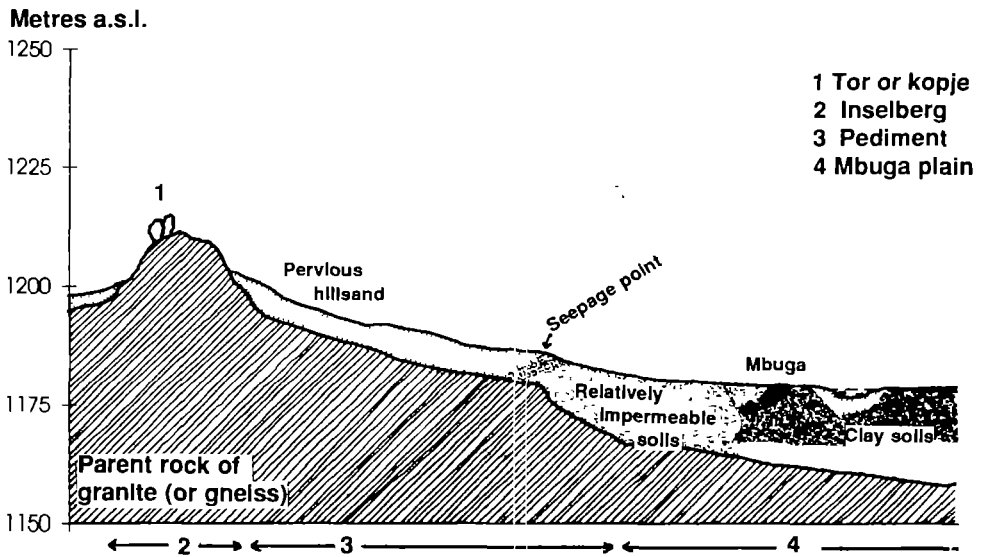 Metres a.s.l.
1250
1225
1200
1175
1150
1 Tor or kopje
2 Inselberg
3 Pediment
4 Mbuga plain
1
Pervious
hillsand
Seepage point
Mbuga
Relatively
Impermeable
soils
Clay soils
Parent rock of
granite (or gneiss)
2
3
4